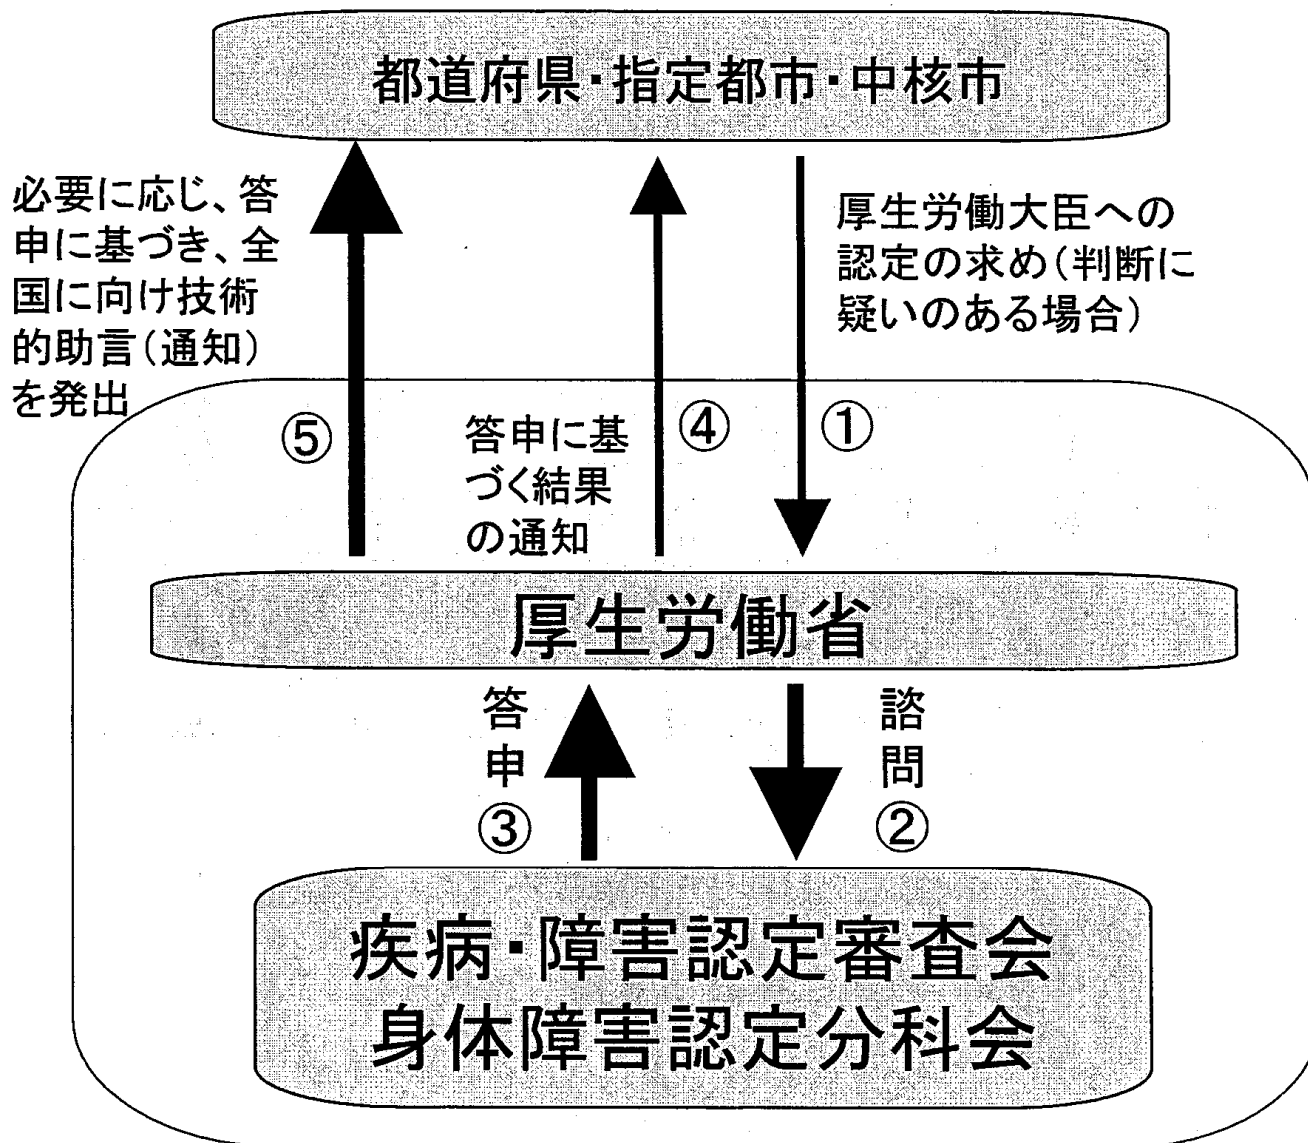 都道府県・指定都市・中核市
必要に応じ、答
申に基づき、全
国に向け技術
的助言(通知)
を発出
厚生労働大臣への
認定の求め(判断に
疑いのある場合)
⑤
答申に基
づく結果
の通知
④
①
厚生労働省
答
申
③
諮
問
②
疾病・障害認定審査会
身体障害認定分科会